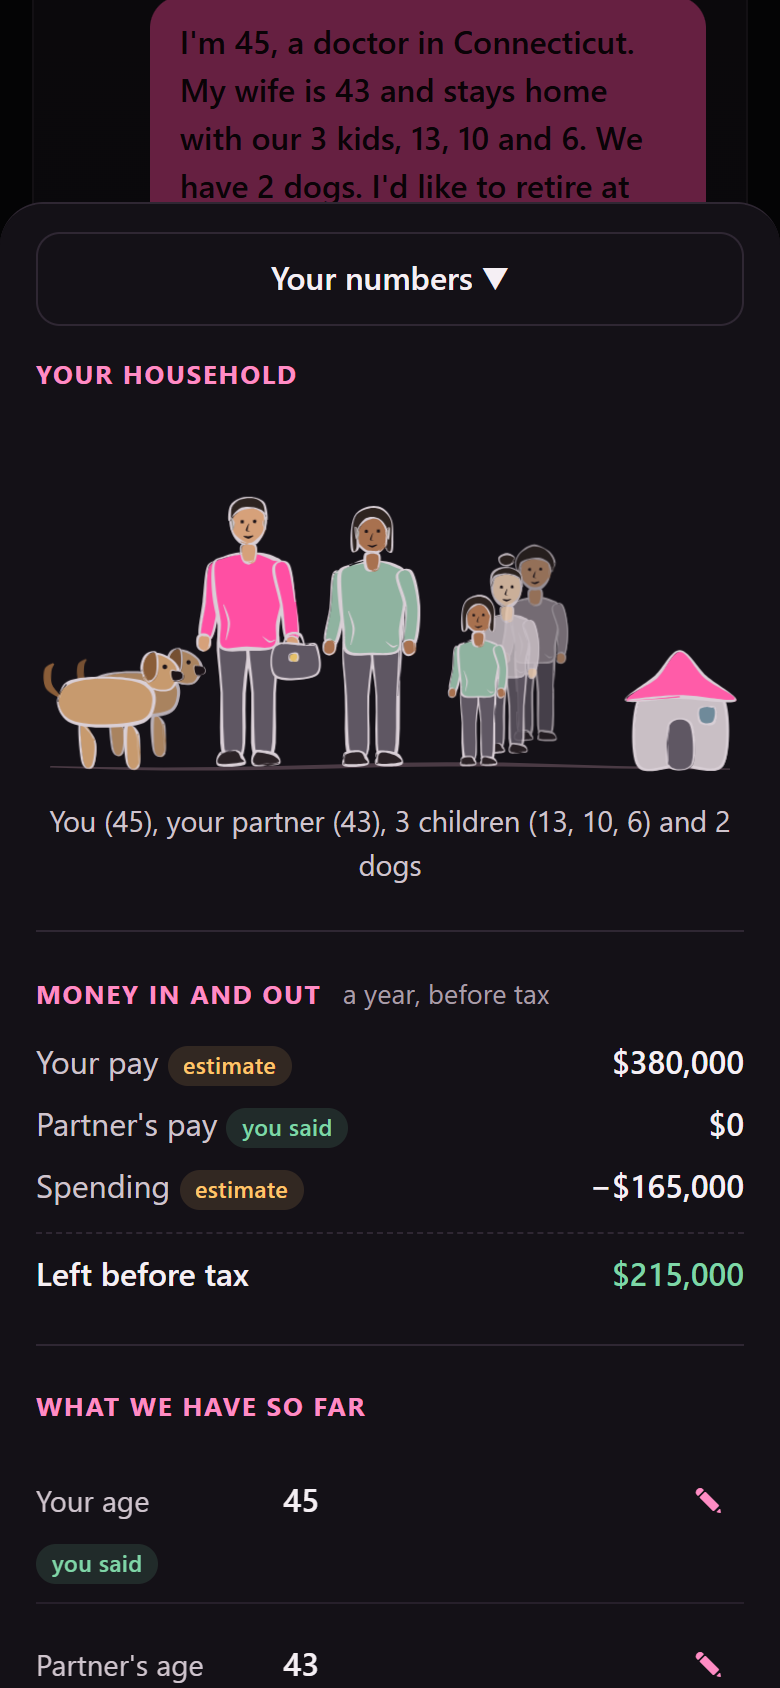 I'm 45, a doctor in Connecticut.
My wife is 43 and stays home
with our 3 kids, 13, 10 and 6. We
have 2 dogs. I'd like to retire at
Your numbers ▼
YOUR HOUSEHOLD
You (45), your partner (43), 3 children (13, 10, 6) and 2
dogs
MONEY IN AND OUT a year, before tax
Your pay estimate $380,000
Partner's pay you said $0
Spending estimate −$165,000
Left before tax $215,000
WHAT WE HAVE SO FAR
Your age 45
you said
Partner's age 43